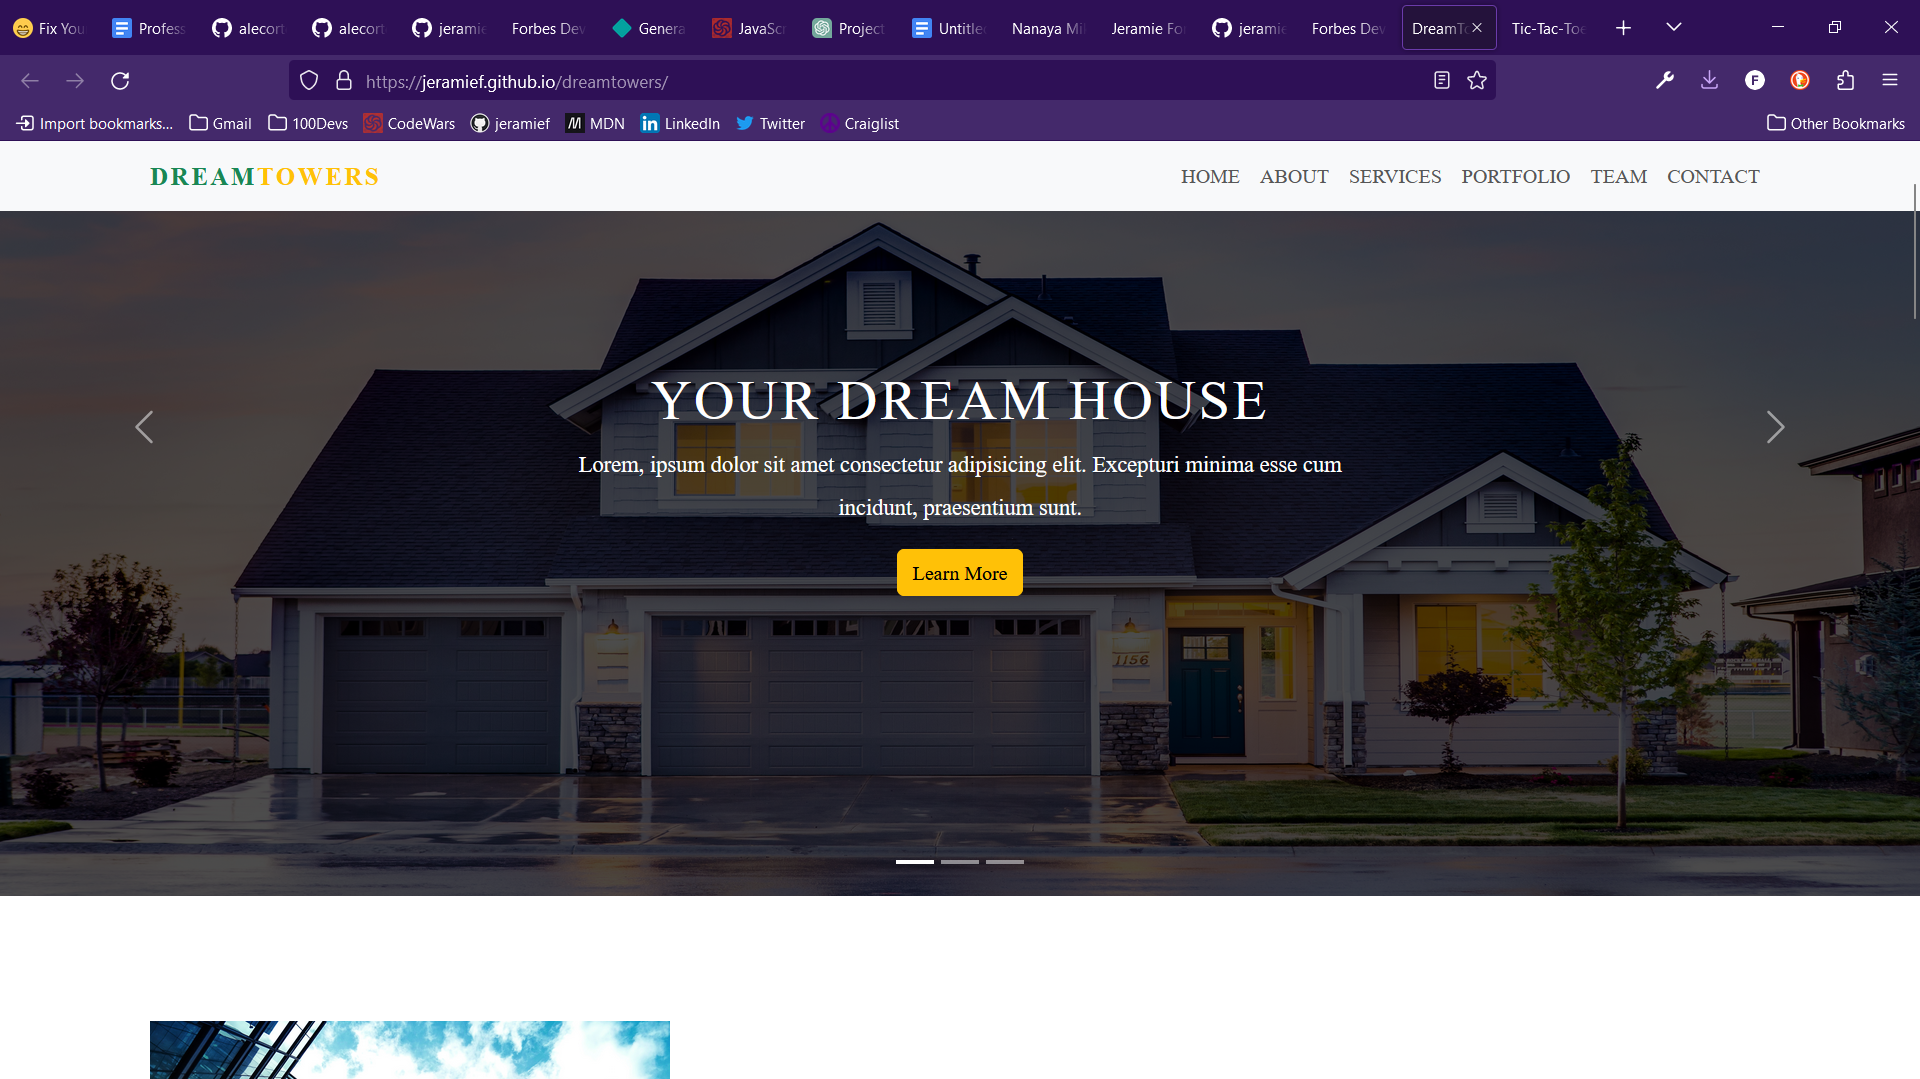 Fix You
Profess
alecort
alecort
jeramie
Forbes Dev
Genera
JavaScr
Project
Untitled
Nanaya Mi
Jeramie Fo
jeramie
Forbes Dev
DreamTo
Tic-Tac-Toe
https://jeramief.github.io/dreamtowers/
F
Import bookmarks...
Gmail
100Devs
CodeWars
jeramief
M MDN
in LinkedIn
Twitter
Craiglist
Other Bookmarks
DREAMTOWERS
HOME ABOUT SERVICES PORTFOLIO TEAM CONTACT
YOUR DREAM HOUSE
Lorem, ipsum dolor sit amet consectetur adipisicing elit. Excepturi minima esse cum
incidunt, praesentium sunt.
Learn More
1156